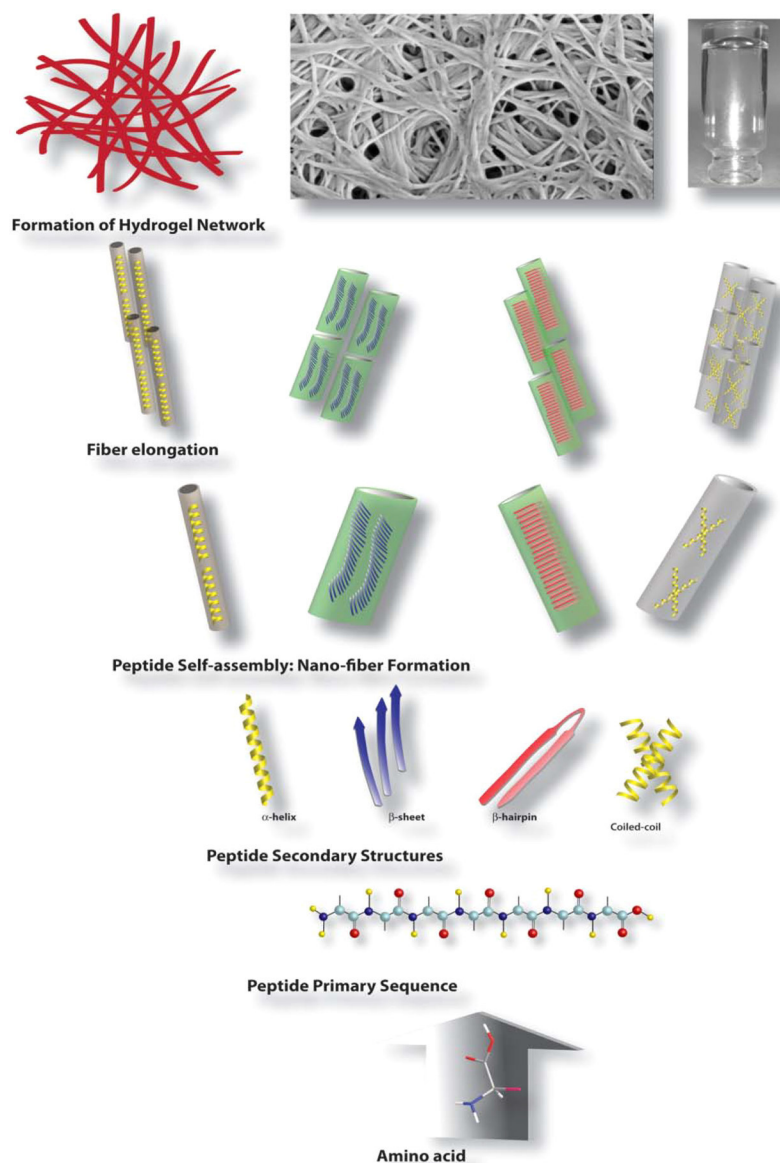 Formation of Hydrogel Network
Fiber elongation
Peptide Self-assembly: Nano-fiber Formation
α-helix
β-sheet
β-hairpin
Coiled-coil
Peptide Secondary Structures
Peptide Primary Sequence
Amino acid